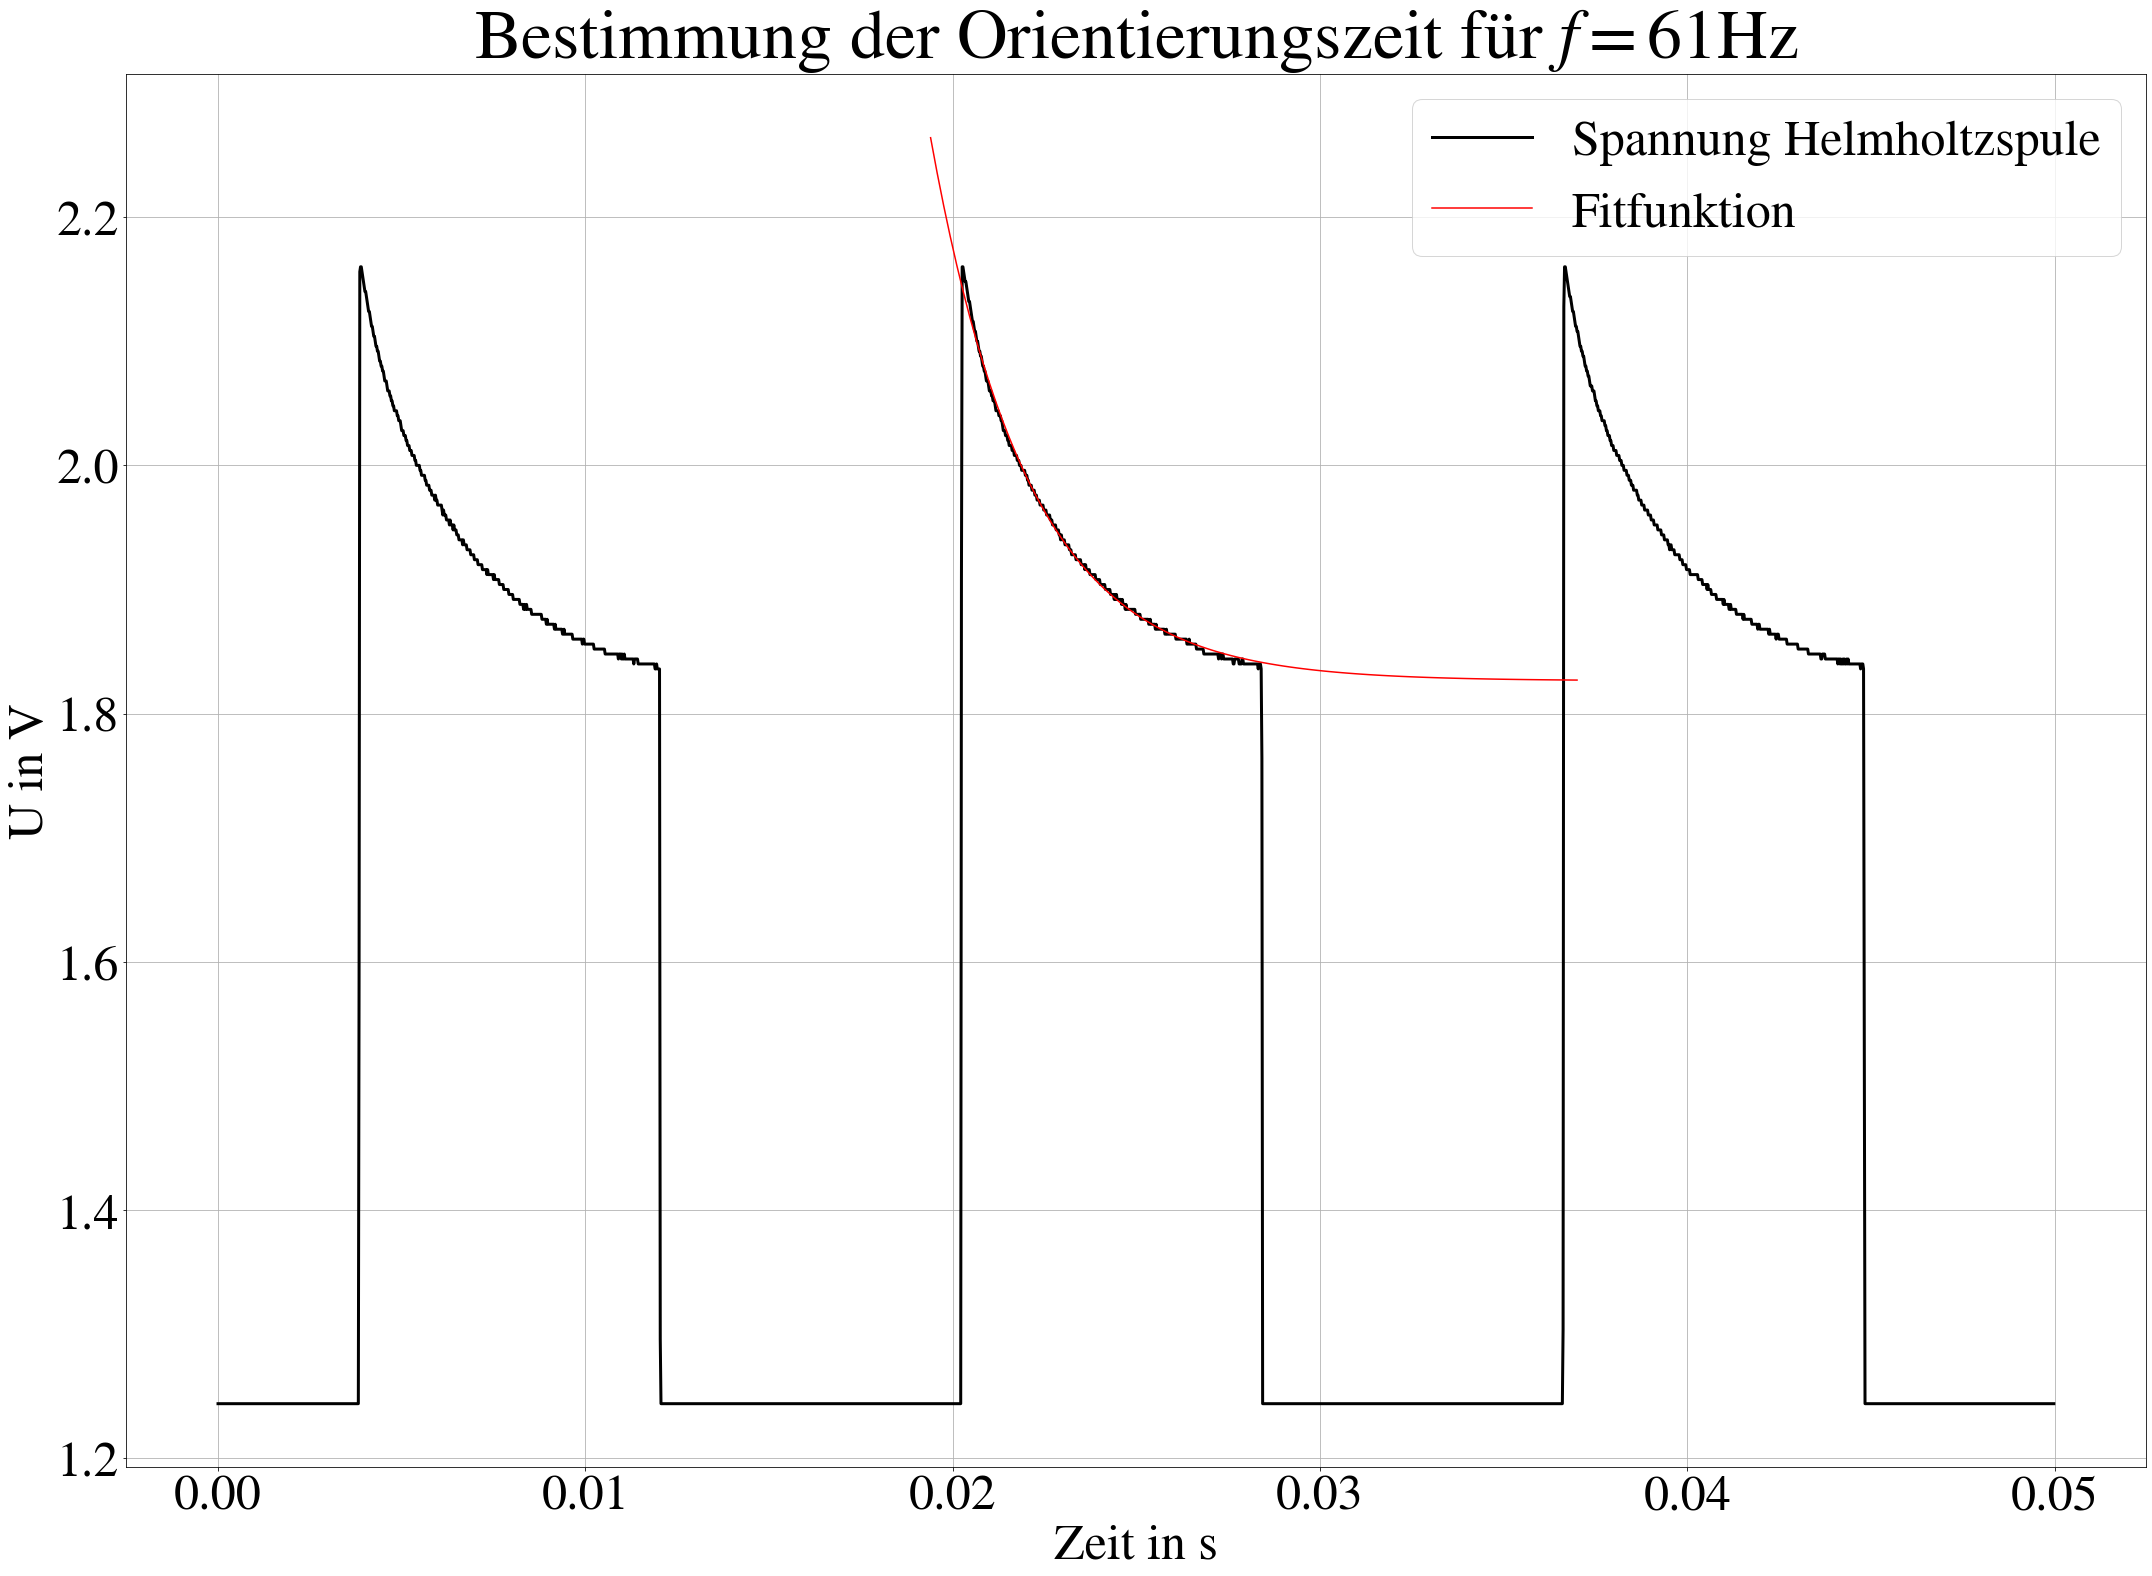 Bestimmung der Orientierungszeit für f = 61Hz
Spannung Helmholtzspule
Fitfunktion
U in V
2.2
2.0
1.8
1.6
1.4
1.2
0.00 0.01 0.02 0.03 0.04 0.05
Zeit in s